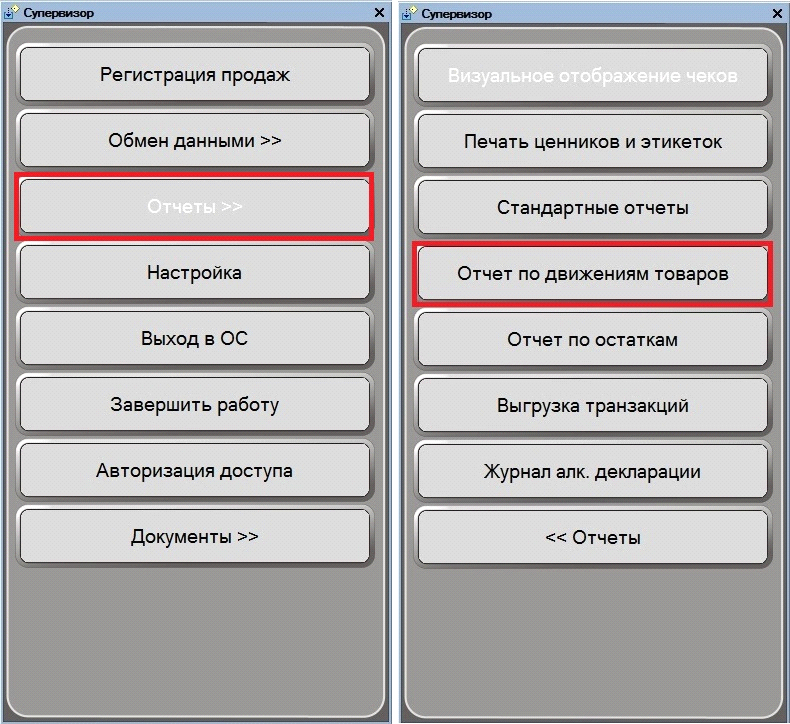 Супервизор
Регистрация продаж
Обмен данными >>
Отчеты >>
Настройка
Выход в ОС
Завершить работу
Авторизация доступа
Документы >>
Супервизор
Визуальное отображение чеков
Печать ценников и этикеток
Стандартные отчеты
Отчет по движениям товаров
Отчет по остаткам
Выгрузка транзакций
Журнал алк. декларации
<< Отчеты